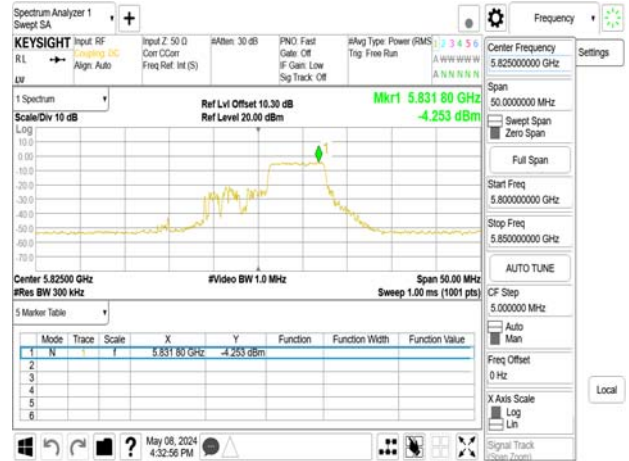 Spectrum Analyzer 1
Swept SA
Frequency
KEYSIGHT
RL
LXI
Input: RF
Coupling: DC
Align: Auto
Input Z: 50 Ω
Corr CCorr
Freq Ref: Int (S)
#Atten: 30 dB
PNO: Fast
Gate: Off
IF Gain: Low
Sig Track: Off
#Avg Type: Power (RMS
Trig: Free Run
1 2 3 4 5 6
A W W W W W
A N N N N N
Center Frequency
5.825000000 GHz
Settings
1 Spectrum
Scale/Div 10 dB
Ref Lvl Offset 10.30 dB
Ref Level 20.00 dBm
Mkr1 5.831 80 GHz
-4.253 dBm
Log
10.0
0.00
-10.0
-20.0
-30.0
-40.0
-50.0
-60.0
-70.0
1
Center 5.82500 GHz
#Res BW 300 kHz
#Video BW 1.0 MHz
Span 50.00 MHz
Sweep 1.00 ms (1001 pts)
Span
50.0000000 MHz
Swept Span
Zero Span
Full Span
Start Freq
5.800000000 GHz
Stop Freq
5.850000000 GHz
AUTO TUNE
CF Step
5.000000 MHz
Auto
Man
Freq Offset
0 Hz
X Axis Scale
Log
Lin
Signal Track
(Span Zoom)
Local
5 Marker Table
Mode Trace Scale X Y Function Function Width Function Value
1 N 1 f 5.831 80 GHz -4.253 dBm
2
3
4
5
6
May 08, 2024
4:32:56 PM